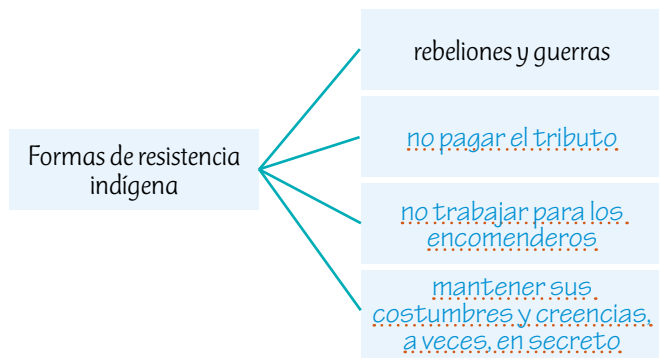 rebeliones y guerras
no pagar el tributo
Formas de resistencia
indígena
no trabajar para los
encomenderos
mantener sus
costumbres y creencias,
a veces, en secreto